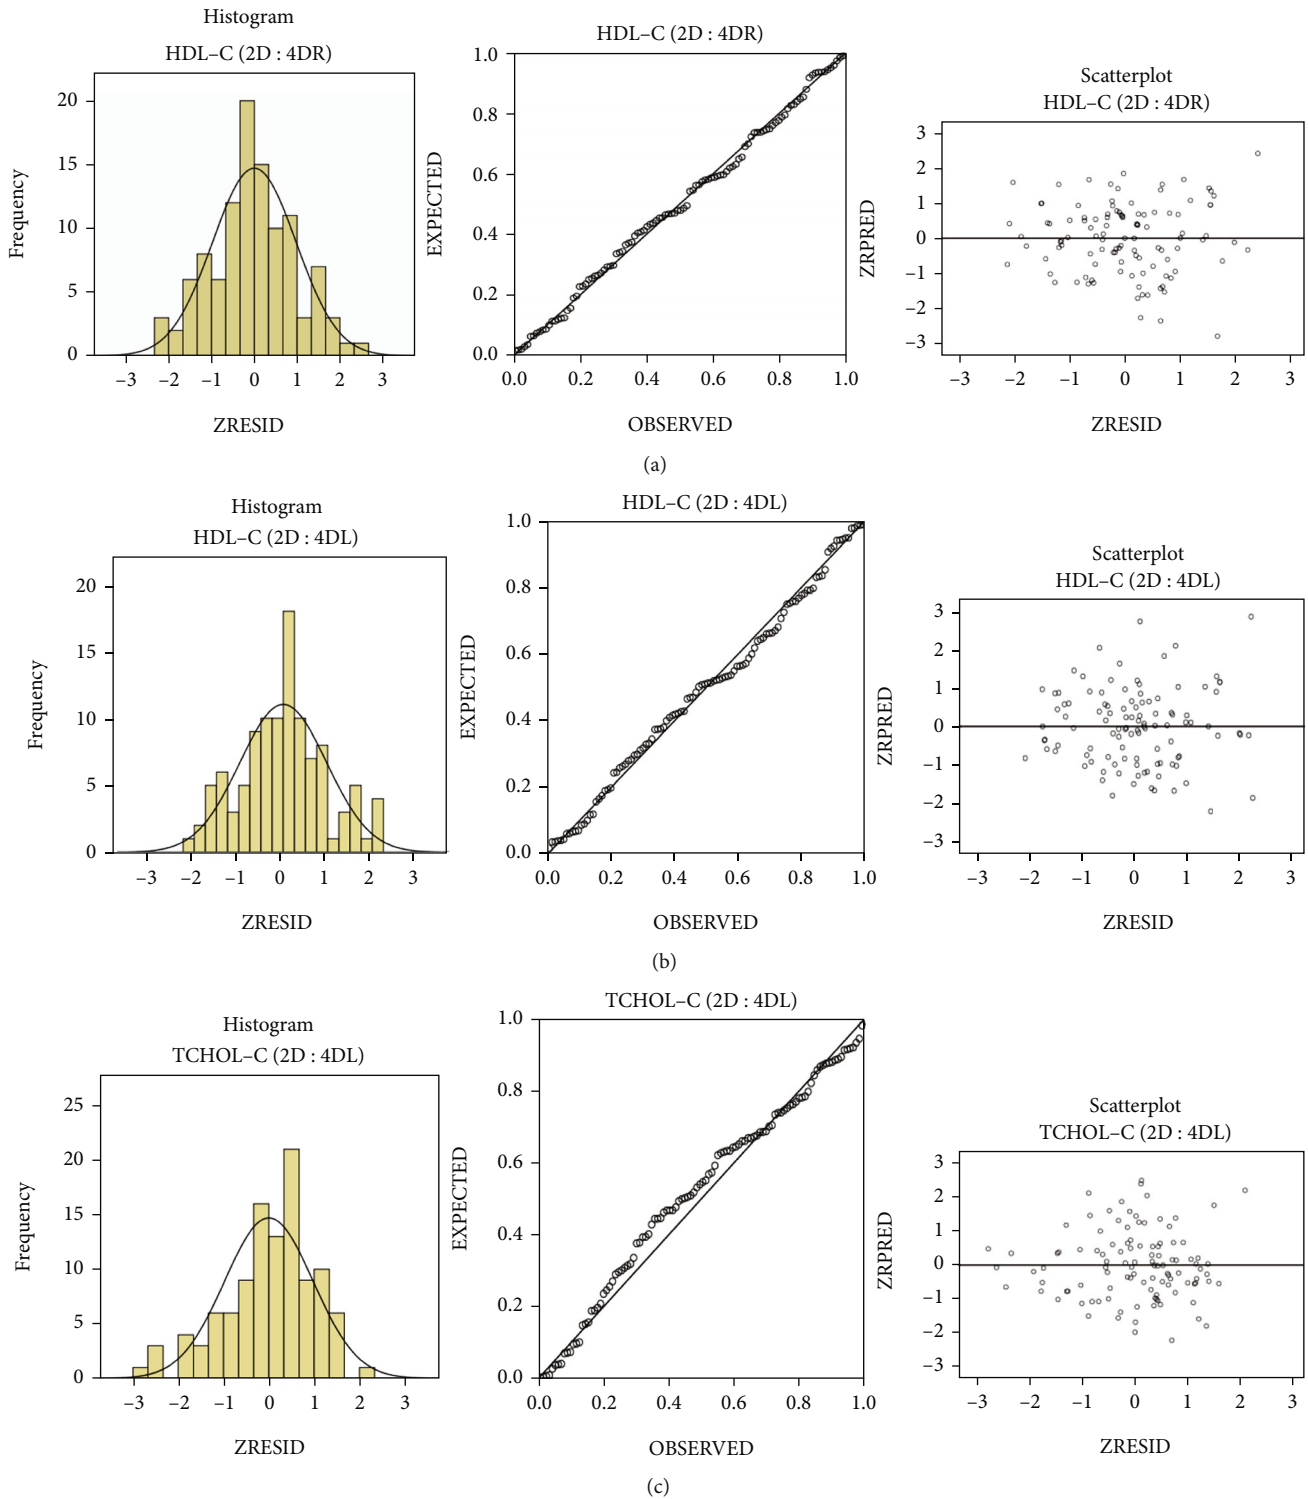 Histogram
HDL–C (2D : 4DR)
Frequency
20
15
10
5
0
–3 –2 –1 0 1 2 3
ZRESID
HDL–C (2D : 4DR)
EXPECTED
1.0
0.8
0.6
0.4
0.2
0.0
0.0 0.2 0.4 0.6 0.8 1.0
OBSERVED
Scatterplot
HDL–C (2D : 4DR)
ZRPRED
3
2
1
0
–1
–2
–3
–3 –2 –1 0 1 2 3
ZRESID
(a)
Histogram
HDL–C (2D : 4DL)
Frequency
20
15
10
5
0
–3 –2 –1 0 1 2 3
ZRESID
HDL–C (2D : 4DL)
EXPECTED
1.0
0.8
0.6
0.4
0.2
0.0
0.0 0.2 0.4 0.6 0.8 1.0
OBSERVED
Scatterplot
HDL–C (2D : 4DL)
ZRPRED
3
2
1
0
–1
–2
–3
–3 –2 –1 0 1 2 3
ZRESID
(b)
Histogram
TCHOL–C (2D : 4DL)
Frequency
25
20
15
10
5
0
–3 –2 –1 0 1 2 3
ZRESID
TCHOL–C (2D : 4DL)
EXPECTED
1.0
0.8
0.6
0.4
0.2
0.0
0.0 0.2 0.4 0.6 0.8 1.0
OBSERVED
Scatterplot
TCHOL–C (2D : 4DL)
ZRPRED
3
2
1
0
–1
–2
–3
–3 –2 –1 0 1 2 3
ZRESID
(c)